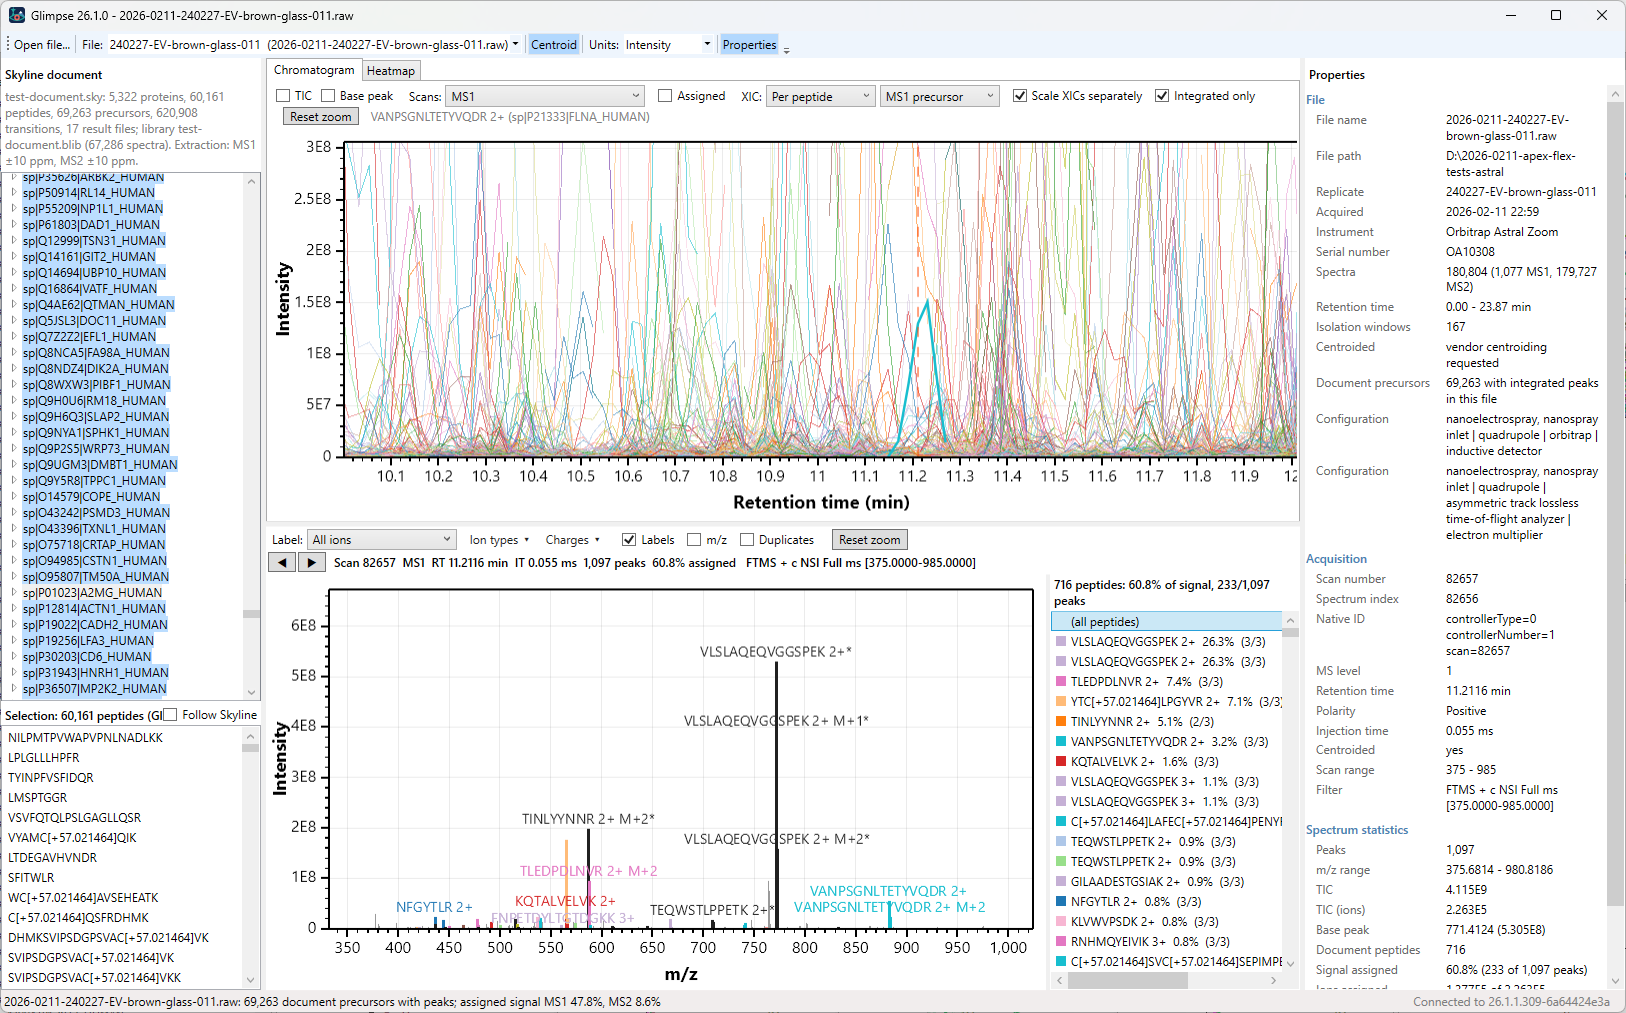 Glimpse 26.1.0 - 2026-0211-240227-EV-brown-glass-011.raw
Open file... File: 240227-EV-brown-glass-011 (2026-0211-240227-EV-brown-glass-011.raw) Centroid Units: Intensity Properties
Skyline document
test-document.sky: 5,322 proteins, 60,161
peptides, 69,263 precursors, 620,908
transitions, 17 result files; library test-
document.blib (67,286 spectra). Extraction: MS1
±10 ppm, MS2 ±10 ppm.
sp|P35626|ARBK2_HUMAN
sp|P50914|RL14_HUMAN
sp|P55209|NP1L1_HUMAN
sp|P61803|DAD1_HUMAN
sp|Q12999|TSN31_HUMAN
sp|Q14161|GIT2_HUMAN
sp|Q14694|UBP10_HUMAN
sp|Q16864|VATF_HUMAN
sp|Q4AE62|QTMAN_HUMAN
sp|Q5JSL3|DOC11_HUMAN
sp|Q7Z2Z2|EFL1_HUMAN
sp|Q8NCA5|FA98A_HUMAN
sp|Q8NDZ4|DIK2A_HUMAN
sp|Q8WXW3|PIBF1_HUMAN
sp|Q9H0U6|RM18_HUMAN
sp|Q9H6Q3|SLAP2_HUMAN
sp|Q9NYA1|SPHK1_HUMAN
sp|Q9P2S5|WRP73_HUMAN
sp|Q9UGM3|DMBT1_HUMAN
sp|Q9Y5R8|TPPC1_HUMAN
sp|O14579|COPE_HUMAN
sp|O43242|PSMD3_HUMAN
sp|O43396|TXNL1_HUMAN
sp|O75718|CRTAP_HUMAN
sp|O94985|CSTN1_HUMAN
sp|O95807|TM50A_HUMAN
sp|P01023|A2MG_HUMAN
sp|P12814|ACTN1_HUMAN
sp|P19022|CADH2_HUMAN
sp|P19256|LFA3_HUMAN
sp|P30203|CD6_HUMAN
sp|P31943|HNRH1_HUMAN
sp|P36507|MP2K2_HUMAN
Selection: 60,161 peptides (Gl Follow Skyline
NILPMTPVWAPVPNLNADLKK
LPLGLLLHPFR
TYINPFVSFIDQR
LMSPTGGR
VSVFQTQLPSLGAGLLQSR
VYAMC[+57.021464]QIK
LTDEGAVHVNDR
SFITWLR
WC[+57.021464]AVSEHEATK
C[+57.021464]QSFRDHMK
DHMKSVIPSDGPSVAC[+57.021464]VK
SVIPSDGPSVAC[+57.021464]VK
SVIPSDGPSVAC[+57.021464]VKK
Chromatogram Heatmap
TIC Base peak Scans: MS1 Assigned XIC: Per peptide MS1 precursor Scale XICs separately Integrated only
Reset zoom VANPSGNLTETYVQDR 2+ (sp|P21333|FLNA_HUMAN)
3E8
2.5E8
2E8
1.5E8
1E8
5E7
0
Intensity
10.1 10.2 10.3 10.4 10.5 10.6 10.7 10.8 10.9 11 11.1 11.2 11.3 11.4 11.5 11.6 11.7 11.8 11.9 12
Retention time (min)
Label: All ions Ion types Charges Labels m/z Duplicates Reset zoom
Scan 82657 MS1 RT 11.2116 min IT 0.055 ms 1,097 peaks 60.8% assigned FTMS + c NSI Full ms [375.0000-985.0000]
6E8
5E8
4E8
3E8
2E8
1E8
0
Intensity
VLSLAQEQVGGSPEK 2+*
VLSLAQEQVGGSPEK 2+ M+1*
TINLYYNNR 2+ M+2*
VLSLAQEQVGGSPEK 2+ M+2*
TLEDPDLNVR 2+ M+2
VANPSGNLTETYVQDR 2+
KQTALVELVK 2+
NFGYTLR 2+
VANPSGNLTETYVQDR 2+ M+2
TEQWSTLPPETK 2+*
ENPETDYLTGTDGKK 3+
350 400 450 500 550 600 650 700 750 800 850 900 950 1,000
m/z
716 peptides: 60.8% of signal, 233/1,097
peaks
(all peptides)
VLSLAQEQVGGSPEK 2+ 26.3% (3/3)
VLSLAQEQVGGSPEK 2+ 26.3% (3/3)
TLEDPDLNVR 2+ 7.4% (3/3)
YTC[+57.021464]LPGYVR 2+ 7.1% (3/3)
TINLYYNNR 2+ 5.1% (2/3)
VANPSGNLTETYVQDR 2+ 3.2% (3/3)
KQTALVELVK 2+ 1.6% (3/3)
VLSLAQEQVGGSPEK 3+ 1.1% (3/3)
VLSLAQEQVGGSPEK 3+ 1.1% (3/3)
C[+57.021464]LAFEC[+57.021464]PENYF
TEQWSTLPPETK 2+ 0.9% (3/3)
TEQWSTLPPETK 2+ 0.9% (3/3)
GILAADESTGSIAK 2+ 0.9% (3/3)
NFGYTLR 2+ 0.8% (3/3)
KLVWVPSDK 2+ 0.8% (3/3)
RNHMQYEIVIK 3+ 0.8% (3/3)
C[+57.021464]SVC[+57.021464]SEPIMPE
Properties
File
File name 2026-0211-240227-EV-
brown-glass-011.raw
File path D:\2026-0211-apex-flex-
tests-astral
Replicate 240227-EV-brown-glass-011
Acquired 2026-02-11 22:59
Instrument Orbitrap Astral Zoom
Serial number OA10308
Spectra 180,804 (1,077 MS1, 179,727
MS2)
Retention time 0.00 - 23.87 min
Isolation windows 167
Centroided vendor centroiding
requested
Document precursors 69,263 with integrated peaks
in this file
Configuration nanoelectrospray, nanospray
inlet | quadrupole | orbitrap |
inductive detector
Configuration nanoelectrospray, nanospray
inlet | quadrupole |
asymmetric track lossless
time-of-flight analyzer |
electron multiplier
Acquisition
Scan number 82657
Spectrum index 82656
Native ID controllerType=0
controllerNumber=1
scan=82657
MS level 1
Retention time 11.2116 min
Polarity Positive
Injection time 0.055 ms
Centroided yes
Scan range 375 - 985
Filter FTMS + c NSI Full ms
[375.0000-985.0000]
Spectrum statistics
Peaks 1,097
m/z range 375.6814 - 980.8186
TIC 4.115E9
TIC (ions) 2.263E5
Base peak 771.4124 (5.305E8)
Document peptides 716
Signal assigned 60.8% (233 of 1,097 peaks)
2026-0211-240227-EV-brown-glass-011.raw: 69,263 document precursors with peaks; assigned signal MS1 47.8%, MS2 8.6%
Connected to 26.1.1.309-6a64424e3a